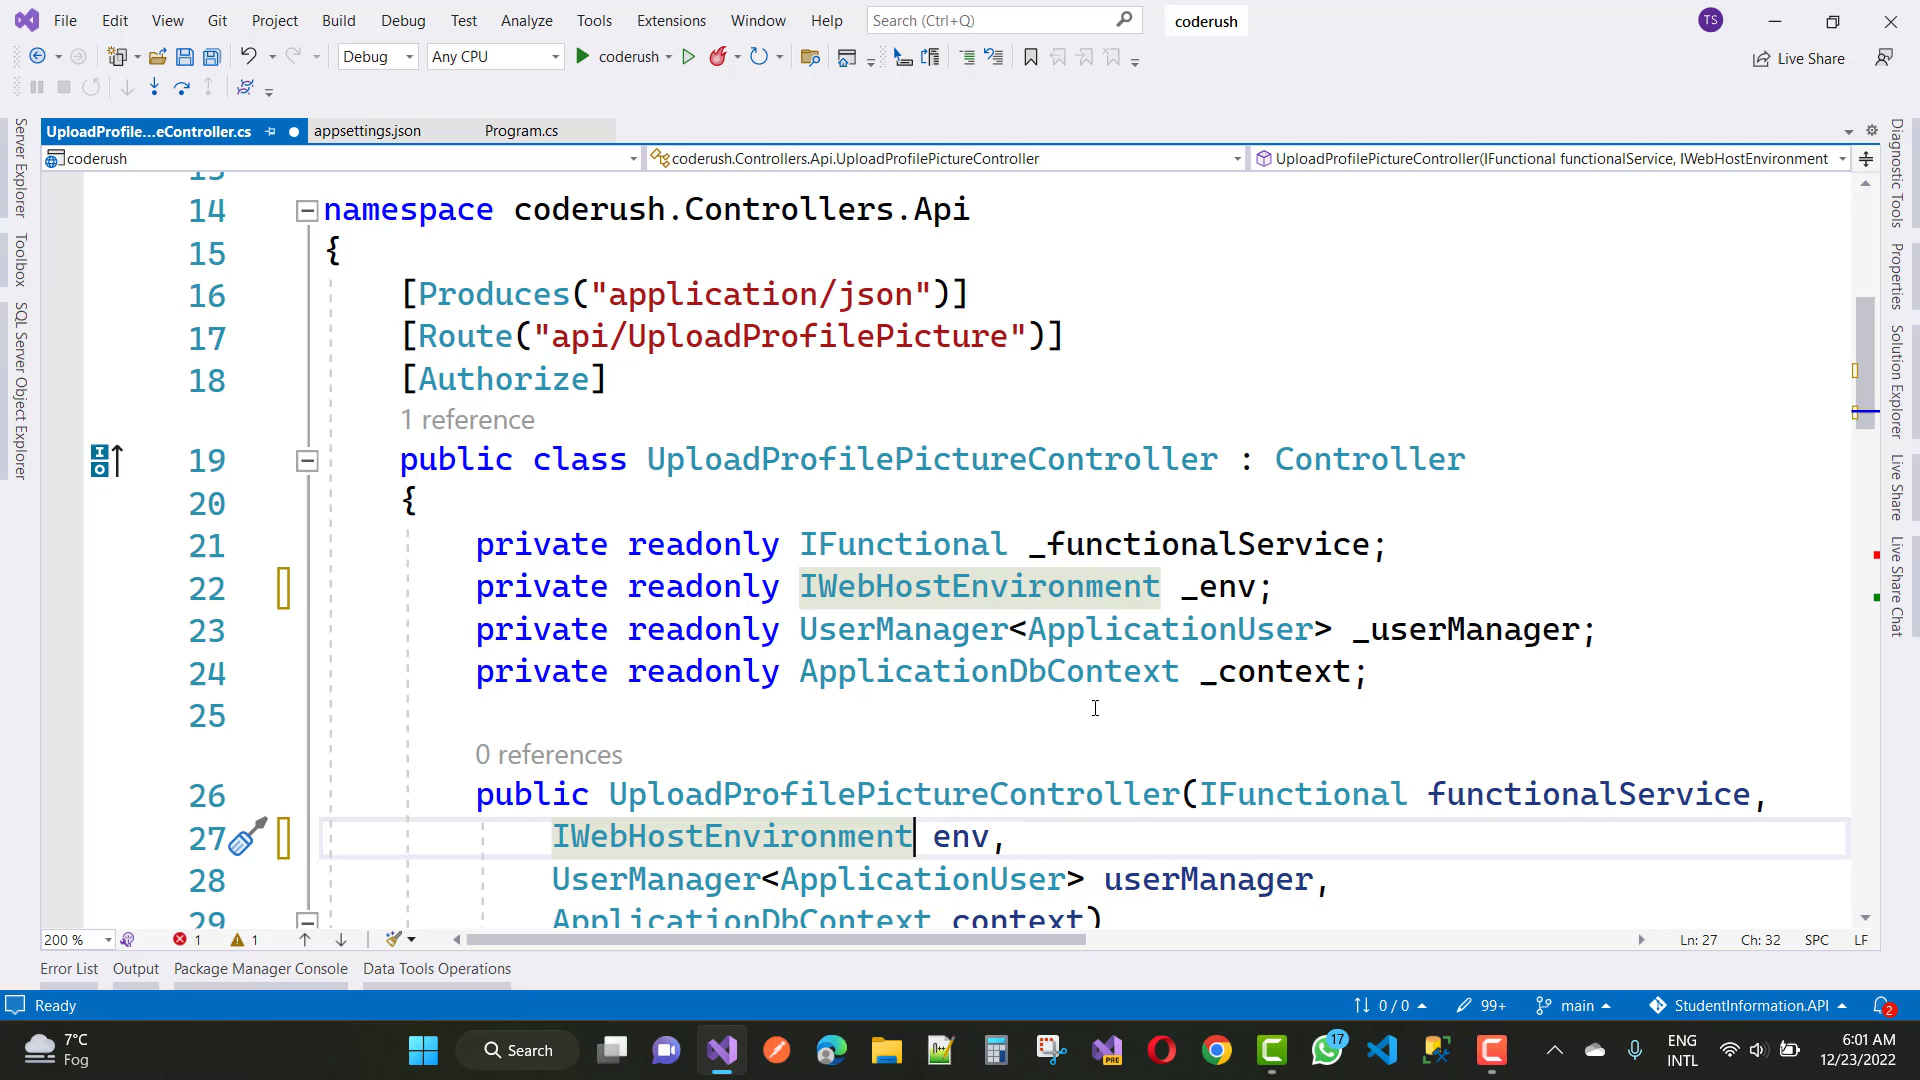 File Edit View Git Project Build Debug Test Analyze Tools Extensions Window Help Search (Ctrl+Q) coderush TS
Debug Any CPU coderush Live Share
UploadProfile...eController.cs appsettings.json Program.cs
coderush coderush.Controllers.Api.UploadProfilePictureController UploadProfilePictureController(IFunctional functionalService, IWebHostEnvironment
Server Explorer
Toolbox
SQL Server Object Explorer
14 namespace coderush.Controllers.Api
15 {
16 [Produces("application/json")]
17 [Route("api/UploadProfilePicture")]
18 [Authorize]
1 reference
19 public class UploadProfilePictureController : Controller
20 {
21 private readonly IFunctional _functionalService;
22 private readonly IWebHostEnvironment _env;
23 private readonly UserManager<ApplicationUser> _userManager;
24 private readonly ApplicationDbContext _context;
25
0 references
26 public UploadProfilePictureController(IFunctional functionalService,
27 IWebHostEnvironment env,
28 UserManager<ApplicationUser> userManager,
29 ApplicationDbContext context)
Diagnostic Tools
Properties
Solution Explorer
Live Share
Live Share Chat
200 % 1 1 Ln: 27 Ch: 32 SPC LF
Error List Output Package Manager Console Data Tools Operations
Ready 0 / 0 99+ main StudentInformation.API 2
7°C
Fog
Search
PRE
17
ENG
INTL
6:01 AM
12/23/2022